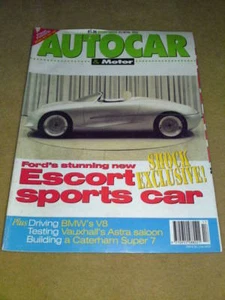 AUTOCAR
& Motor
Ford's stunning new
SHOCK
EXCLUSIVE!
Escort
sports car
Plus Driving BMW's V8
Testing Vauxhall's Astra saloon
Building a Caterham Super 7